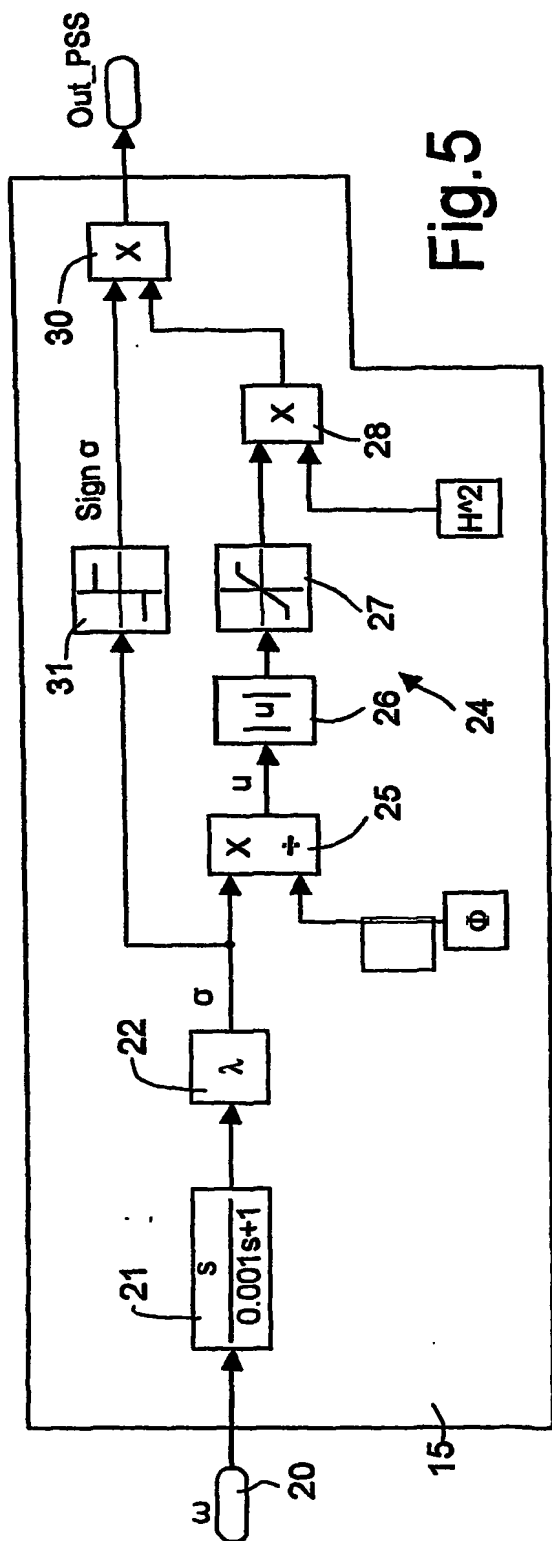 ω
20
21
s
0.001s+1
22
λ
σ
31
Sign σ
30
X
Out_PSS
X
÷
25
u
|u|
26
27
X
28
24
Φ
|H^2
15
Fig.5